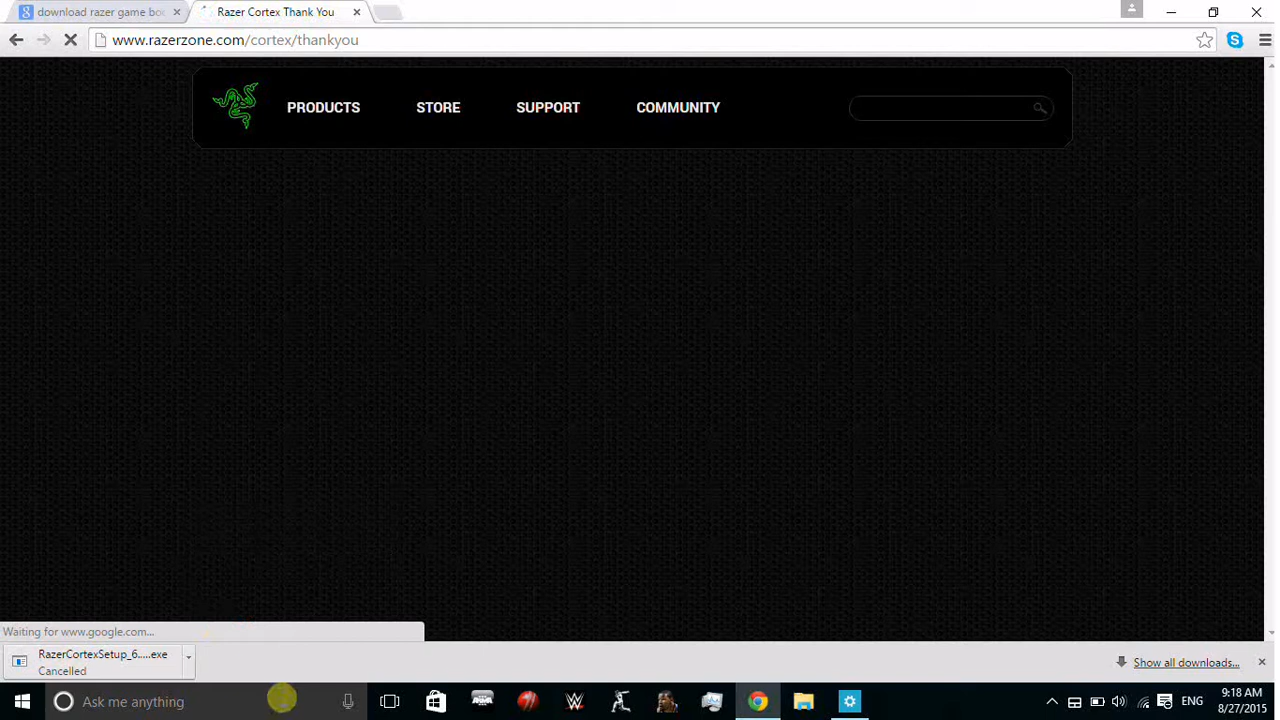 download razer game bo
Razer Cortex Thank You
www.razerzone.com/cortex/thankyou
PRODUCTS
STORE
SUPPORT
COMMUNITY
Waiting for www.google.com...
RazerCortexSetup_6.....exe
Cancelled
Show all downloads...
Ask me anything
ENG
9:18 AM
8/27/2015